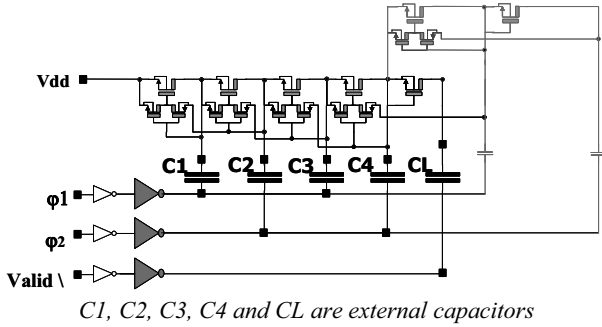 Vdd
C1 C2 C3 C4 CL
φ1
φ2
Valid \
C1, C2, C3, C4 and CL are external capacitors